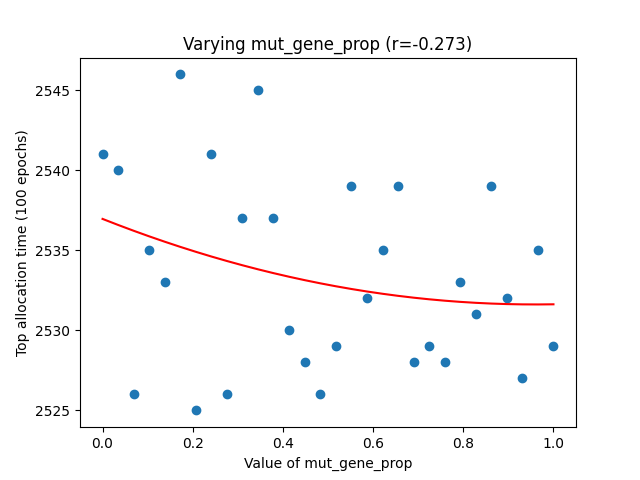 Varying mut_gene_prop (r=-0.273)
Top allocation time (100 epochs)
2545
2540
2535
2530
2525
0.0 0.2 0.4 0.6 0.8 1.0
Value of mut_gene_prop